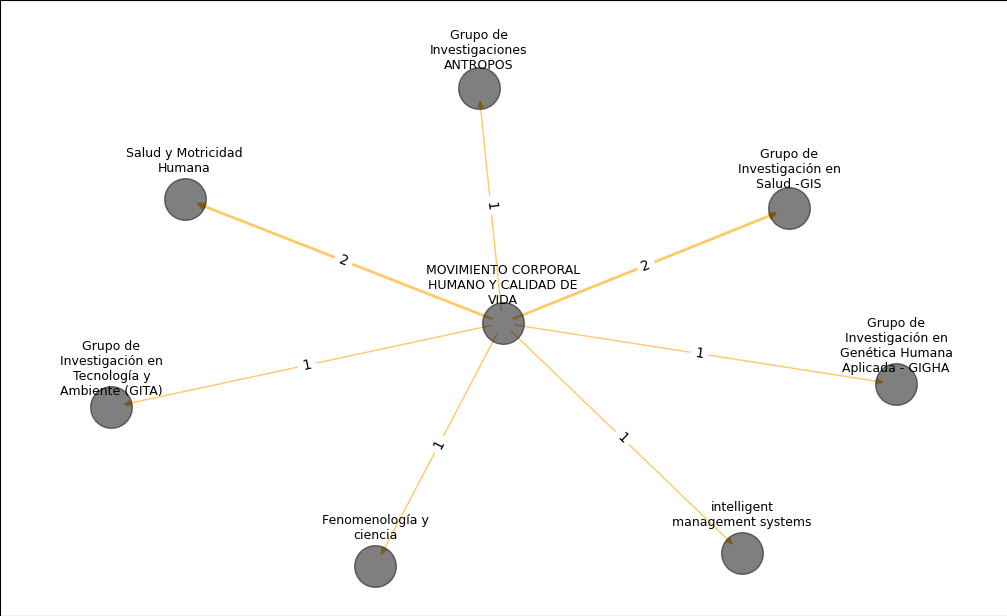 Grupo de
Investigaciones
ANTROPOS
Salud y Motricidad
Humana
Grupo de
Investigación en
Salud -GIS
1
2
2
MOVIMIENTO CORPORAL
HUMANO Y CALIDAD DE
VIDA
Grupo de
Investigación en
Genética Humana
Aplicada - GIGHA
Grupo de
Investigación en
Tecnología y
Ambiente (GITA)
1
1
1
1
Fenomenología y
ciencia
intelligent
management systems